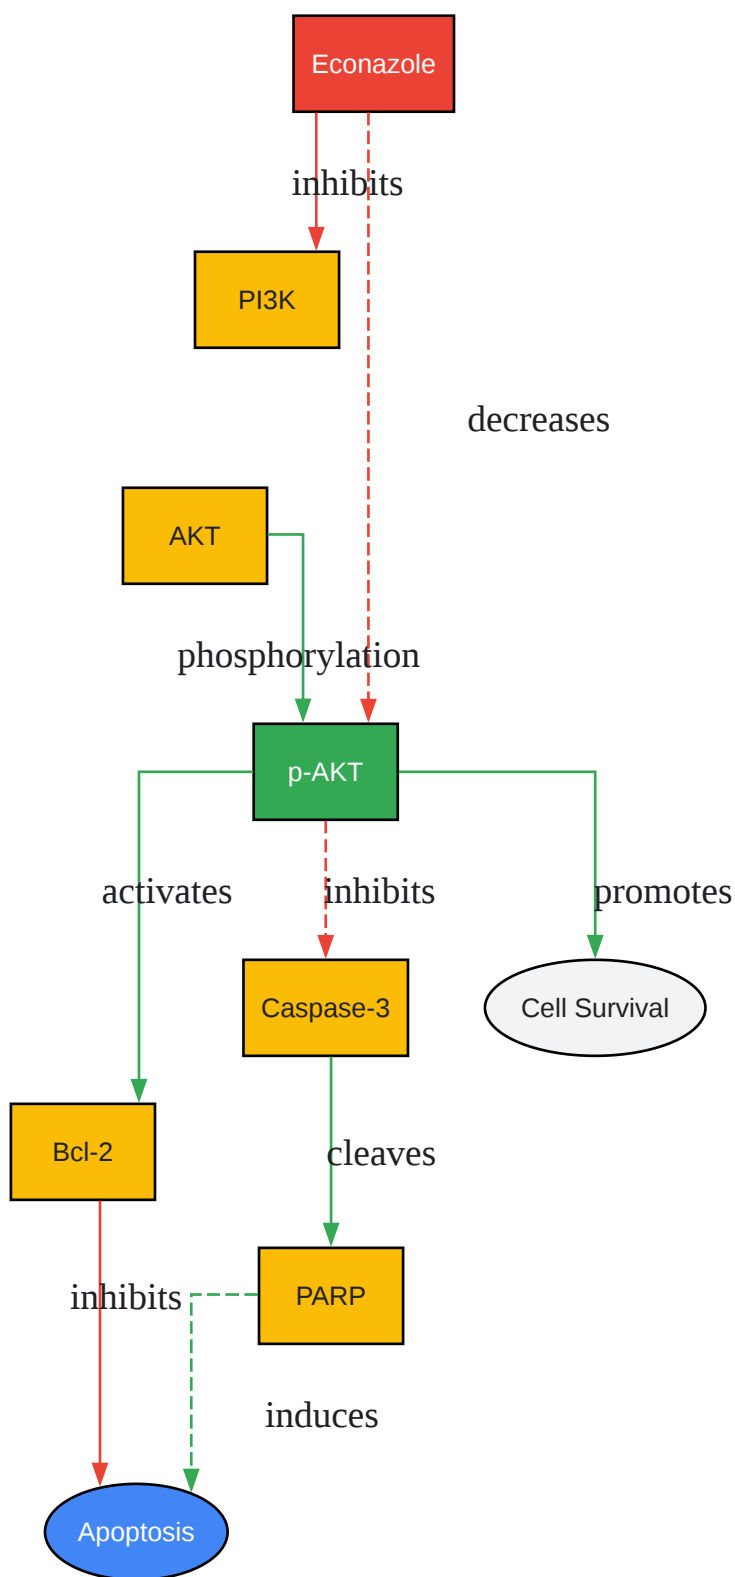 Econazole
inhibits
PI3K
decreases
AKT
phosphorylation
p-AKT
activates
inhibits
promotes
Caspase-3
Cell Survival
Bcl-2
cleaves
inhibits
PARP
induces
Apoptosis